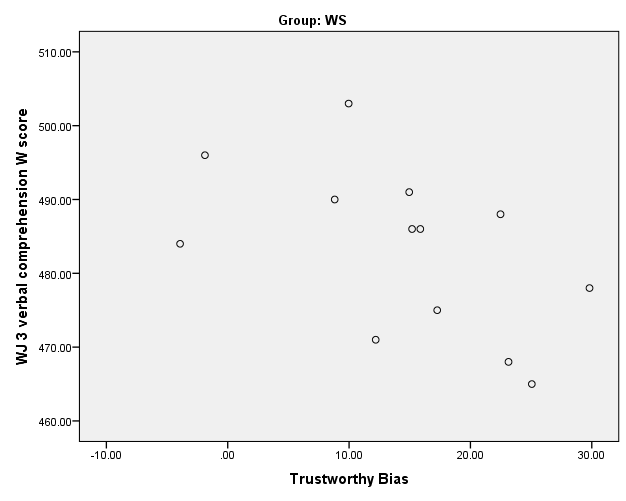 Group: WS
510.00
500.00
490.00
480.00
470.00
460.00
WJ 3 verbal comprehension W score
-10.00 .00 10.00 20.00 30.00
Trustworthy Bias